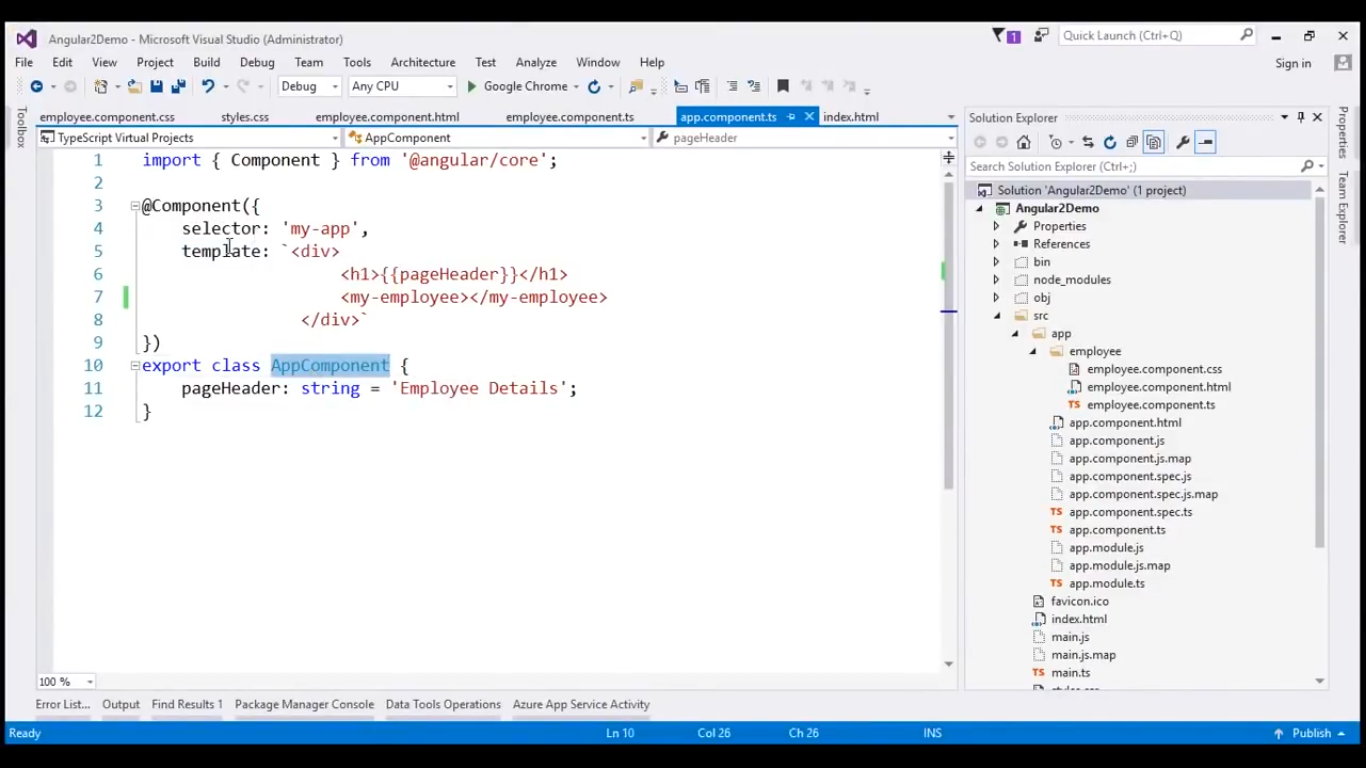 Angular2Demo - Microsoft Visual Studio (Administrator)
1
Quick Launch (Ctrl+Q)
File Edit View Project Build Debug Team Tools Architecture Test Analyze Window Help
Sign in
Debug Any CPU Google Chrome
Toolbox
employee.component.css styles.css employee.component.html employee.component.ts app.component.ts index.html
TypeScript Virtual Projects AppComponent pageHeader
1 import { Component } from '@angular/core';
2
3 @Component({
4 selector: 'my-app',
5 template: `<div>
6 <h1>{{pageHeader}}</h1>
7 <my-employee></my-employee>
8 </div>`
9 })
10 export class AppComponent {
11 pageHeader: string = 'Employee Details';
12 }
100 %
Solution Explorer
Search Solution Explorer (Ctrl+;)
Solution 'Angular2Demo' (1 project)
Angular2Demo
Properties
References
bin
node_modules
obj
src
app
employee
employee.component.css
employee.component.html
TS employee.component.ts
app.component.html
app.component.js
app.component.js.map
app.component.spec.js
app.component.spec.js.map
TS app.component.spec.ts
TS app.component.ts
app.module.js
app.module.js.map
TS app.module.ts
favicon.ico
index.html
main.js
main.js.map
TS main.ts
Properties
Team Explorer
Error List... Output Find Results 1 Package Manager Console Data Tools Operations Azure App Service Activity
Ready Ln 10 Col 26 Ch 26 INS Publish